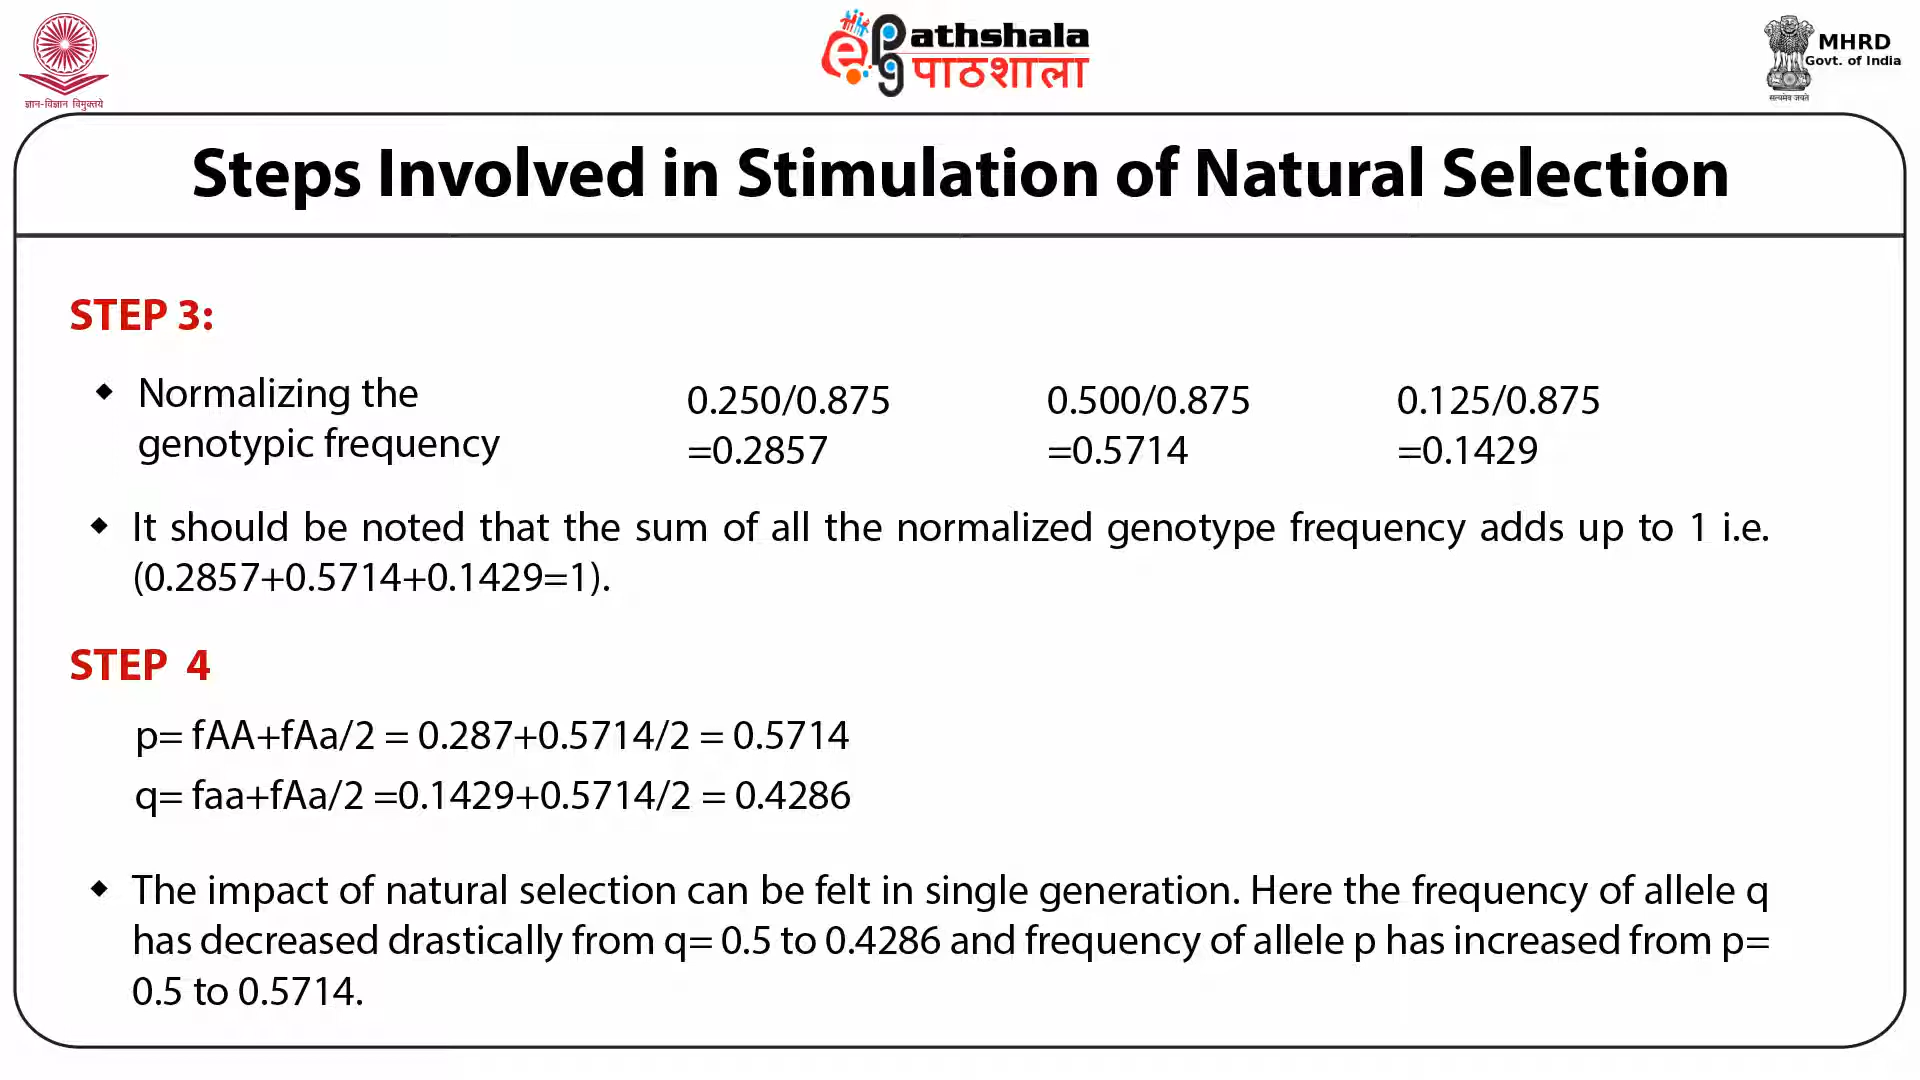 ज्ञान-विज्ञान विमुक्तये
ePathshala
पाठशाला
MHRD
Govt. of India
सत्यमेव जयते
Steps Involved in Stimulation of Natural Selection
STEP 3:
◆ Normalizing the genotypic frequency
0.250/0.875
=0.2857
0.500/0.875
=0.5714
0.125/0.875
=0.1429
◆ It should be noted that the sum of all the normalized genotype frequency adds up to 1 i.e.
(0.2857+0.5714+0.1429=1).
STEP 4
p= fAA+fAa/2 = 0.287+0.5714/2 = 0.5714
q= faa+fAa/2 =0.1429+0.5714/2 = 0.4286
◆ The impact of natural selection can be felt in single generation. Here the frequency of allele q
has decreased drastically from q= 0.5 to 0.4286 and frequency of allele p has increased from p=
0.5 to 0.5714.